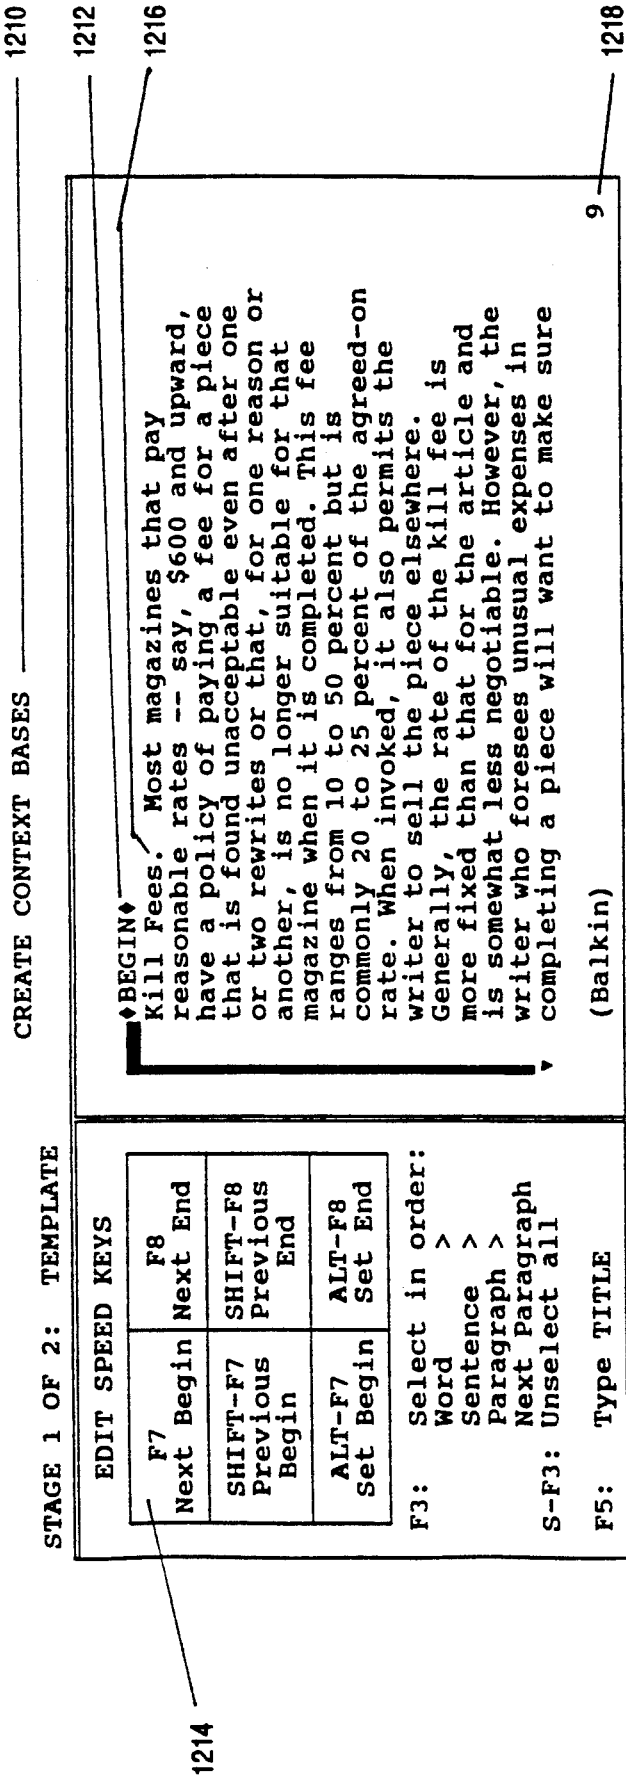 STAGE 1 OF 2: TEMPLATE
CREATE CONTEXT BASES
1210
EDIT SPEED KEYS
F7
Next Begin
F8
Next End
SHIFT-F7
Previous
Begin
SHIFT-F8
Previous
End
ALT-F7
Set Begin
ALT-F8
Set End
F3: Select in order:
Word >
Sentence >
Paragraph >
Next Paragraph
S-F3: Unselect all
F5: Type TITLE
1214
♦BEGIN♦
Kill Fees. Most magazines that pay
reasonable rates -- say, $600 and upward,
have a policy of paying a fee for a piece
that is found unacceptable even after one
or two rewrites or that, for one reason or
another, is no longer suitable for that
magazine when it is completed. This fee
ranges from 10 to 50 percent but is
commonly 20 to 25 percent of the agreed-on
rate. When invoked, it also permits the
writer to sell the piece elsewhere.
Generally, the rate of the kill fee is
more fixed than that for the article and
is somewhat less negotiable. However, the
writer who foresees unusual expenses in
completing a piece will want to make sure
(Balkin)
9
1212
1216
1218